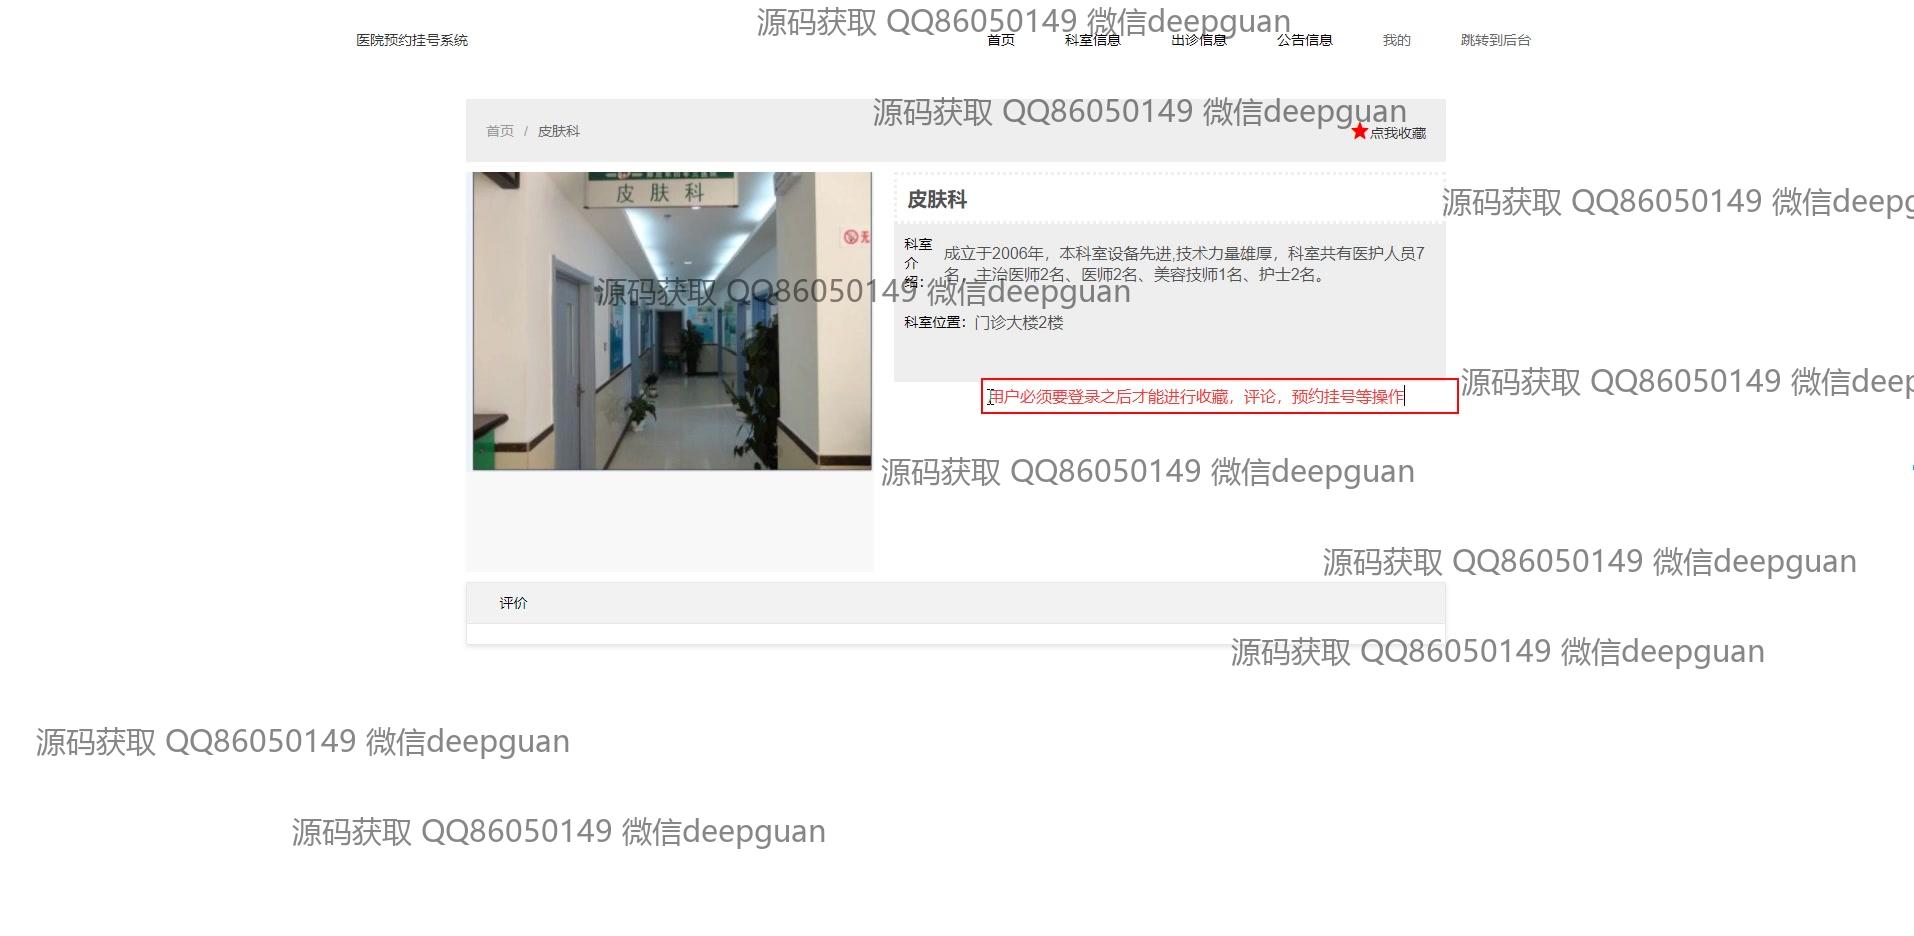 源码获取 QQ86050149 微信deepguan
医院预约挂号系统
首页
科室信息
出诊信息
公告信息
我的
跳转到后台
源码获取 QQ86050149 微信deepguan
首页 / 皮肤科
点我收藏
皮肤科
无
皮肤科
源码获取 QQ86050149 微信deepg
科室介绍：
成立于2006年，本科室设备先进,技术力量雄厚，科室共有医护人员7
名，主治医师2名、医师2名、美容技师1名、护士2名。
源码获取 QQ86050149 微信deepguan
科室位置：门诊大楼2楼
源码获取 QQ86050149 微信deep
用户必须要登录之后才能进行收藏，评论，预约挂号等操作
源码获取 QQ86050149 微信deepguan
源码获取 QQ86050149 微信deepguan
评价
源码获取 QQ86050149 微信deepguan
源码获取 QQ86050149 微信deepguan
源码获取 QQ86050149 微信deepguan